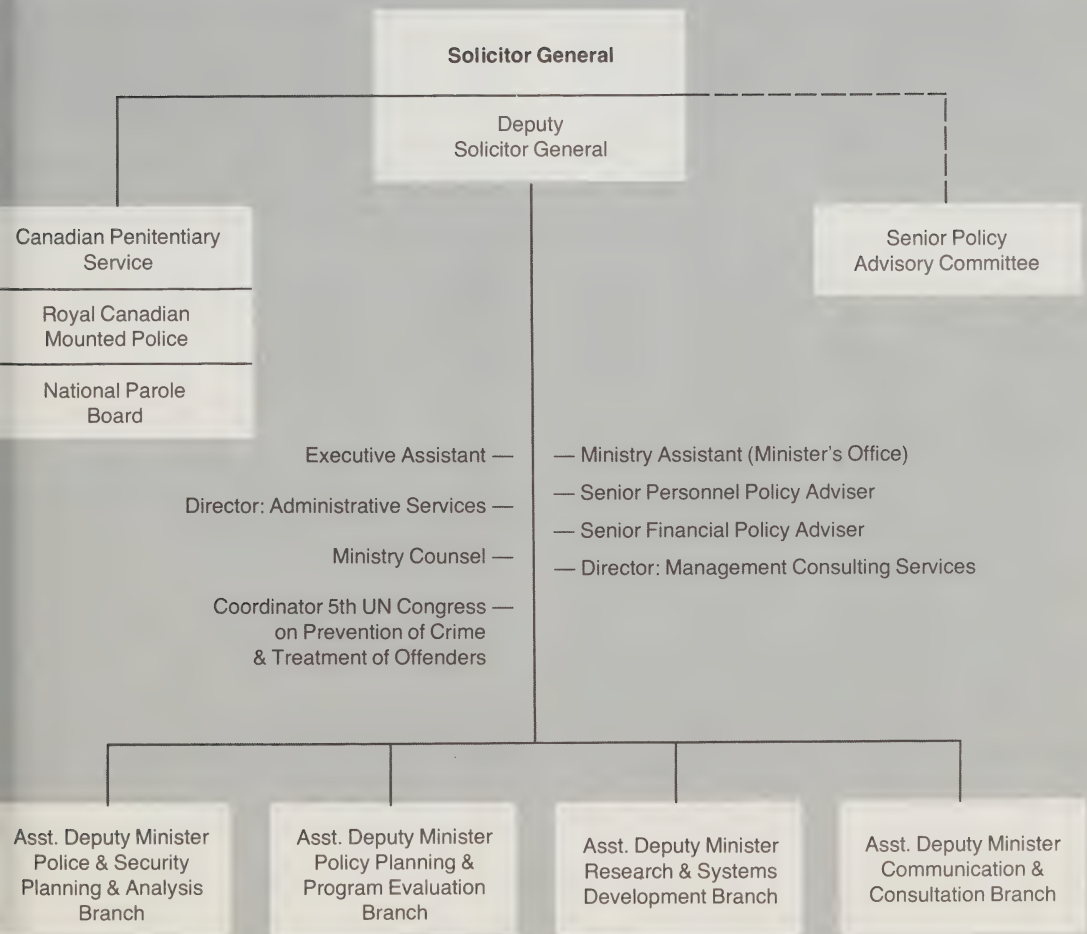 Solicitor General
Deputy
Solicitor General
Canadian Penitentiary
Service
Royal Canadian
Mounted Police
National Parole
Board
Senior Policy
Advisory Committee
Executive Assistant —
Director: Administrative Services —
Ministry Counsel —
Coordinator 5th UN Congress —
on Prevention of Crime
& Treatment of Offenders
— Ministry Assistant (Minister's Office)
— Senior Personnel Policy Adviser
— Senior Financial Policy Adviser
— Director: Management Consulting Services
Asst. Deputy Minister
Police & Security
Planning & Analysis
Branch
Asst. Deputy Minister
Policy Planning &
Program Evaluation
Branch
Asst. Deputy Minister
Research & Systems
Development Branch
Asst. Deputy Minister
Communication &
Consultation Branch